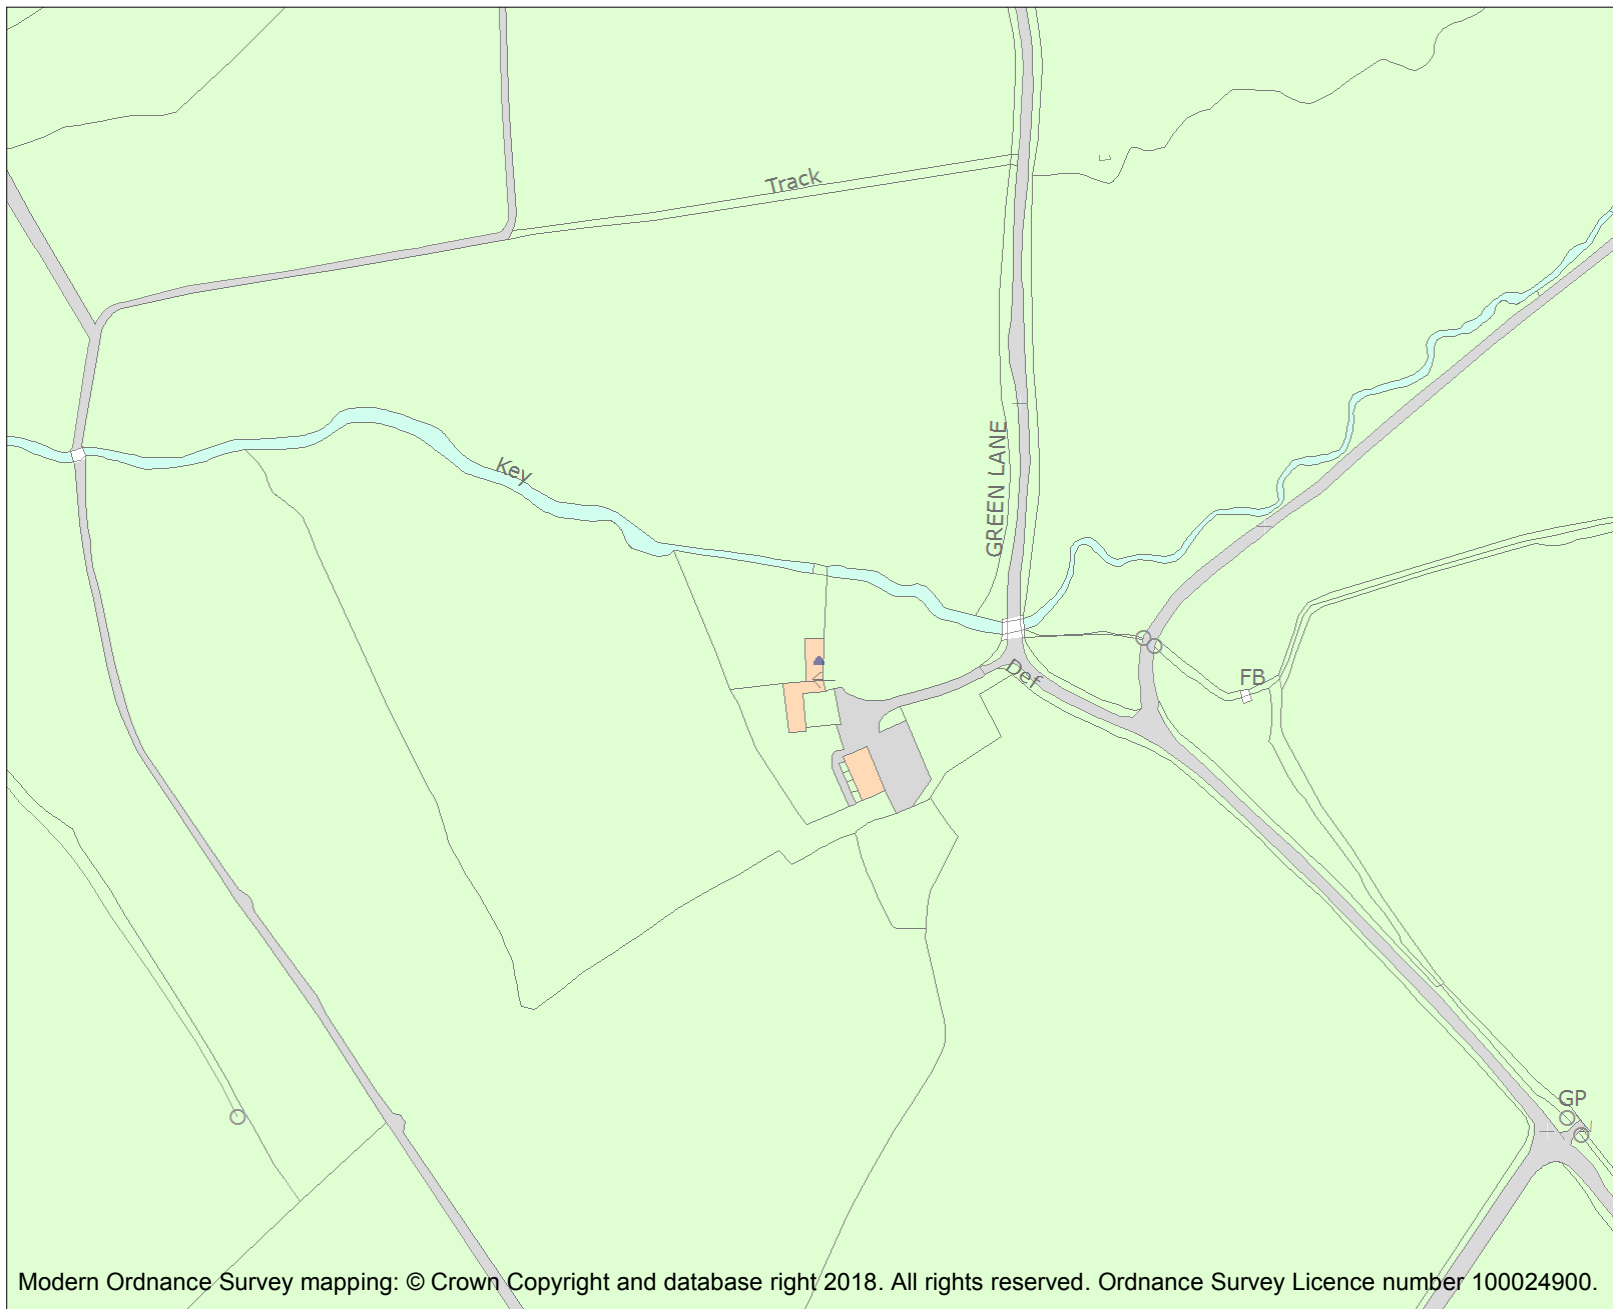 Track
Key
GREEN LANE
Def
FB
GP
Modern Ordnance Survey mapping: © Crown Copyright and database right 2018. All rights reserved. Ordnance Survey Licence number 100024900.